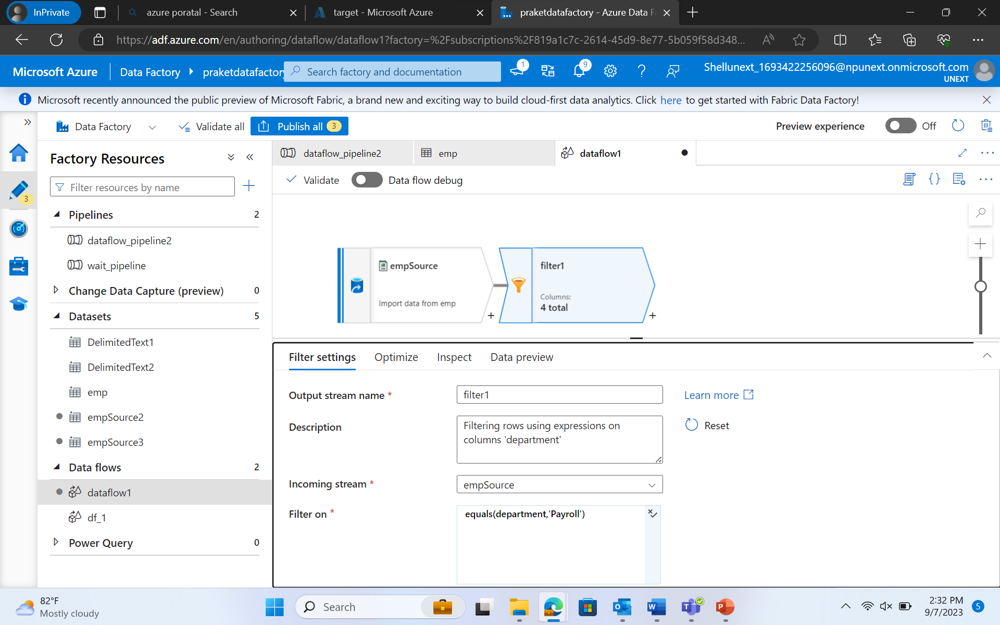 InPrivate
azure poratal - Search
target - Microsoft Azure
praketdatafactory - Azure Data F
https://adf.azure.com/en/authoring/dataflow/dataflow1?factory=%2Fsubscriptions%2F819a1c7c-2614-45d9-8e77-5b059f58d348...
Microsoft Azure
Data Factory
praketdatafactory
Search factory and documentation
1
9
Shellunext_1693422256096@npunext.onmicrosoft.com
UNEXT
Microsoft recently announced the public preview of Microsoft Fabric, a brand new and exciting way to build cloud-first data analytics. Click here to get started with Fabric Data Factory!
Data Factory
Validate all
Publish all 3
Preview experience
Off
Factory Resources
Filter resources by name
3
Pipelines 2
dataflow_pipeline2
wait_pipeline
Change Data Capture (preview) 0
Datasets 5
DelimitedText1
DelimitedText2
emp
empSource2
empSource3
Data flows 2
dataflow1
df_1
Power Query 0
dataflow_pipeline2
emp
dataflow1
Validate
Data flow debug
empSource
Import data from emp
filter1
Columns:
4 total
Filter settings
Optimize
Inspect
Data preview
Output stream name *
filter1
Learn more
Description
Filtering rows using expressions on
columns 'department'
Reset
Incoming stream *
empSource
Filter on *
equals(department,'Payroll')
82°F
Mostly cloudy
Search
2:32 PM
9/7/2023
5